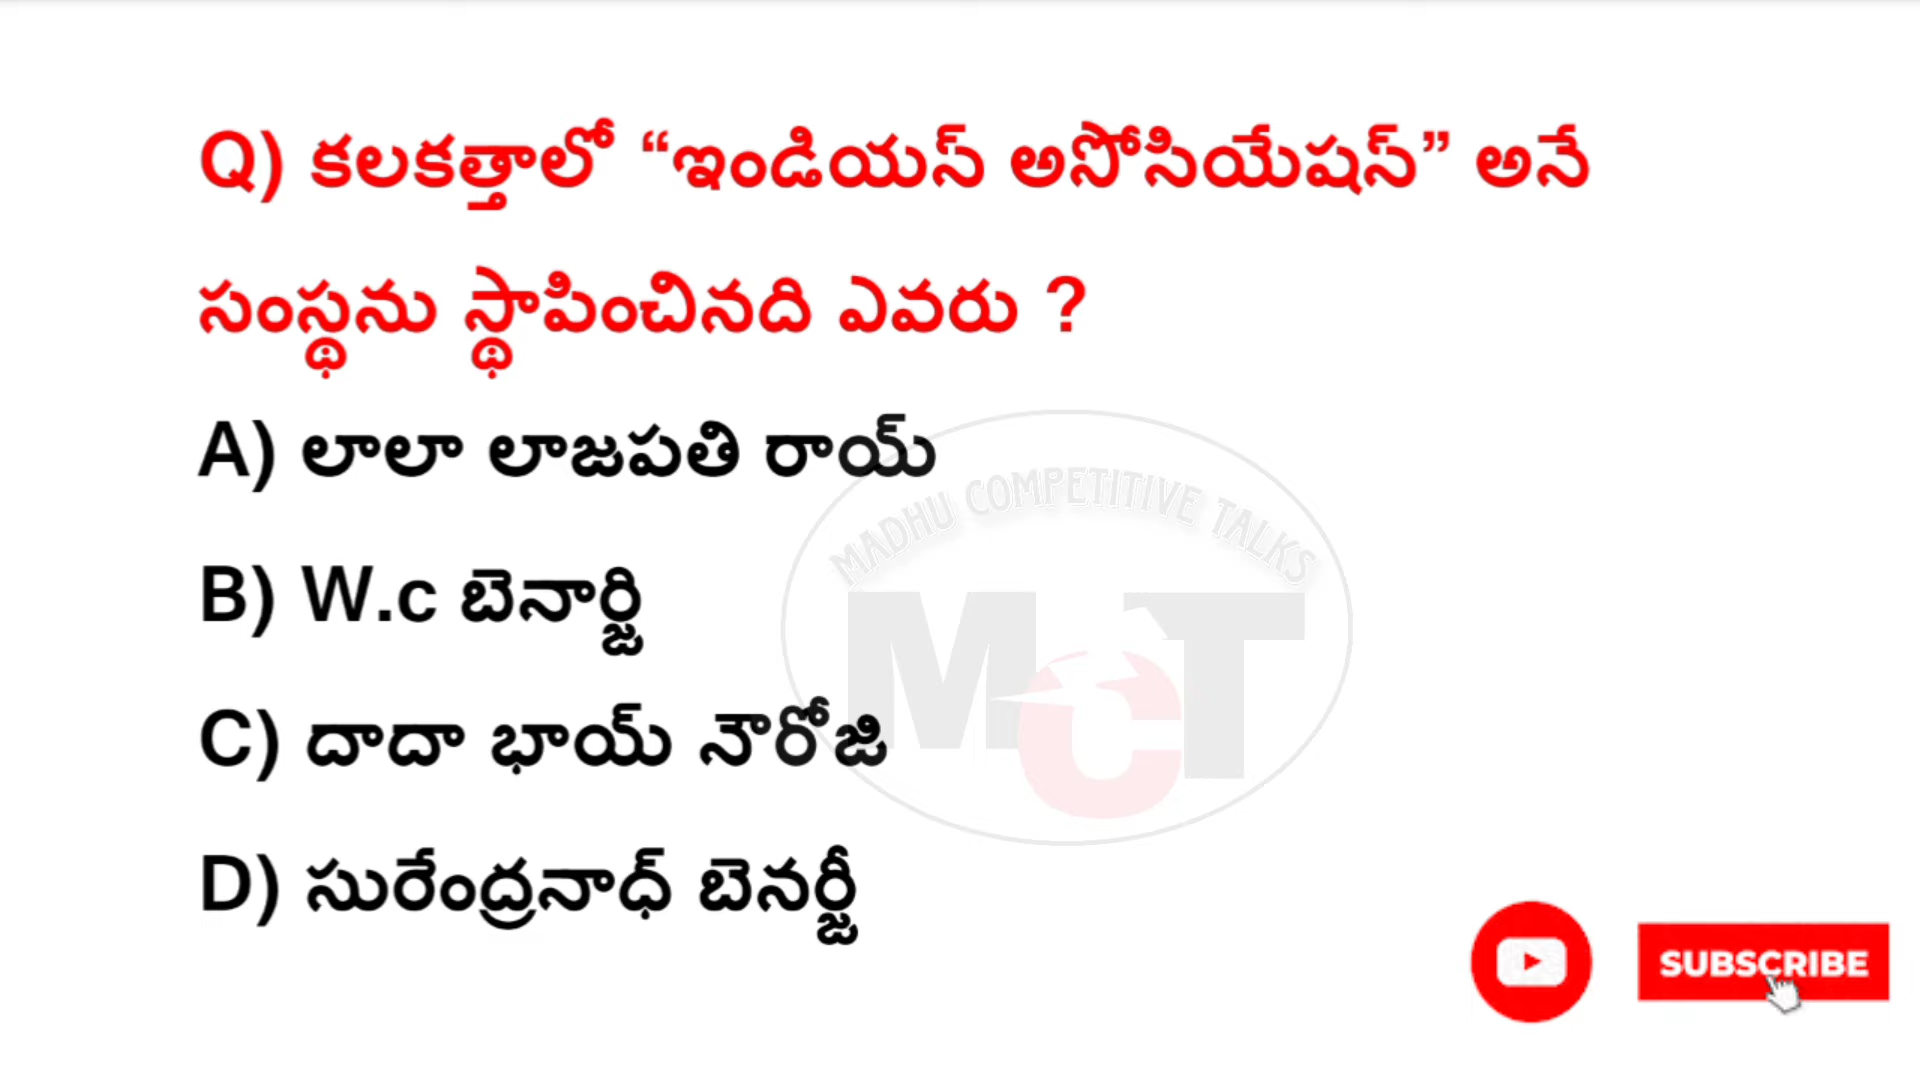 Q) కలకత్తాలో “ఇండియన్ అసోసియేషన్” అనే
సంస్థను స్థాపించినది ఎవరు ?
A) లాలా లాజపతి రాయ్
B) W.c బెనార్జి
C) దాదా భాయ్ నౌరోజి
D) సురేంద్రనాధ్ బెనర్జీ
MADHU COMPETITIVE TALKS
MCT
SUBSCRIBE